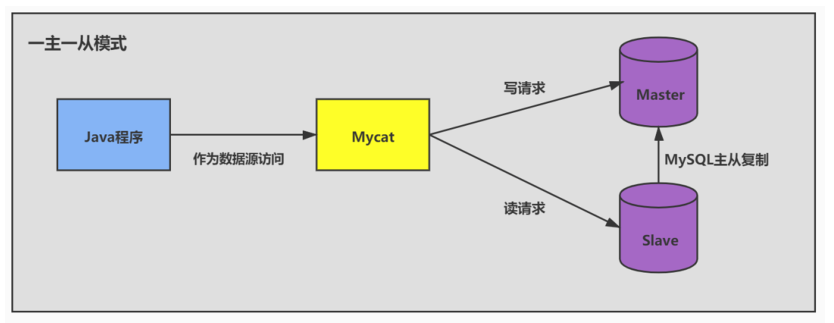 一主一从模式
Java程序
作为数据源访问
Mycat
写请求
读请求
Master
MySQL主从复制
Slave